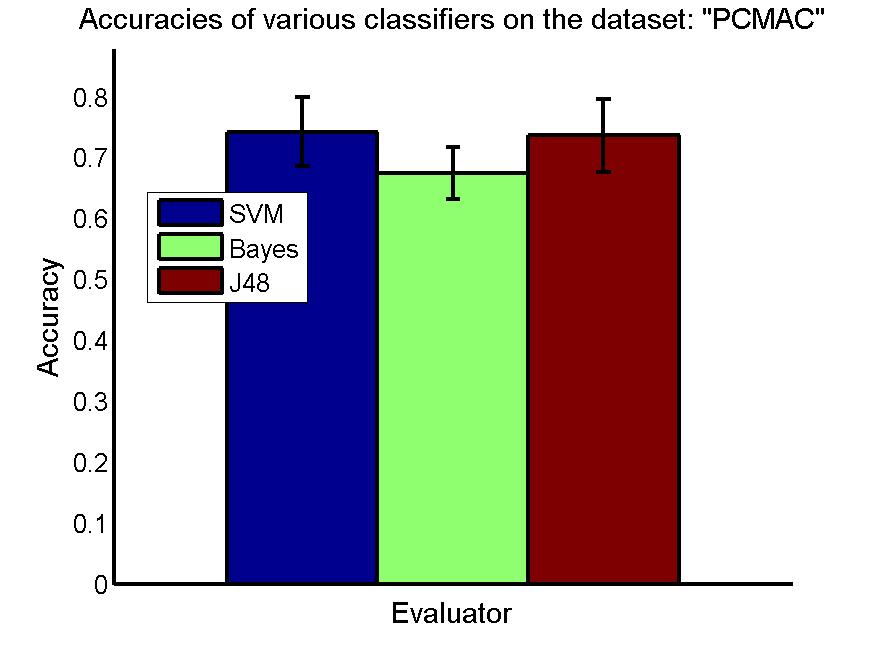 Accuracies of various classifiers on the dataset: "PCMAC"
0.8
0.7
0.6
0.5
0.4
0.3
0.2
0.1
0
Accuracy
SVM
Bayes
J48
Evaluator